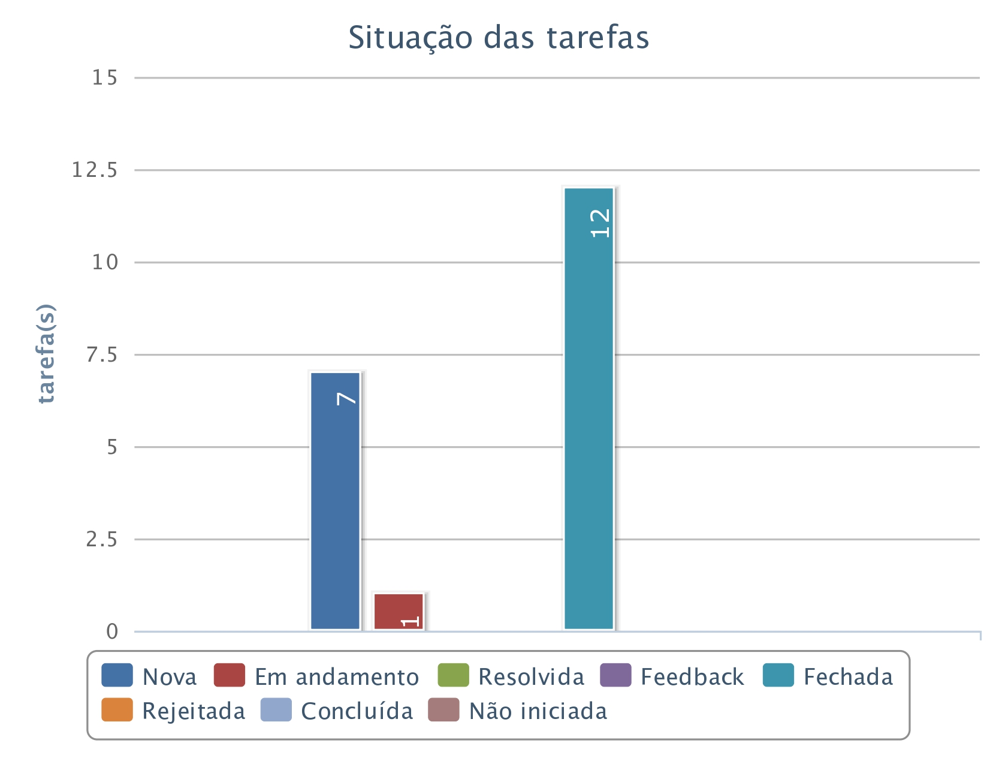 Situação das tarefas
15
12.5
10
7.5
5
2.5
0
tarefa(s)
7
1
12
Nova Em andamento Resolvida Feedback Fechada
Rejeitada Concluída Não iniciada